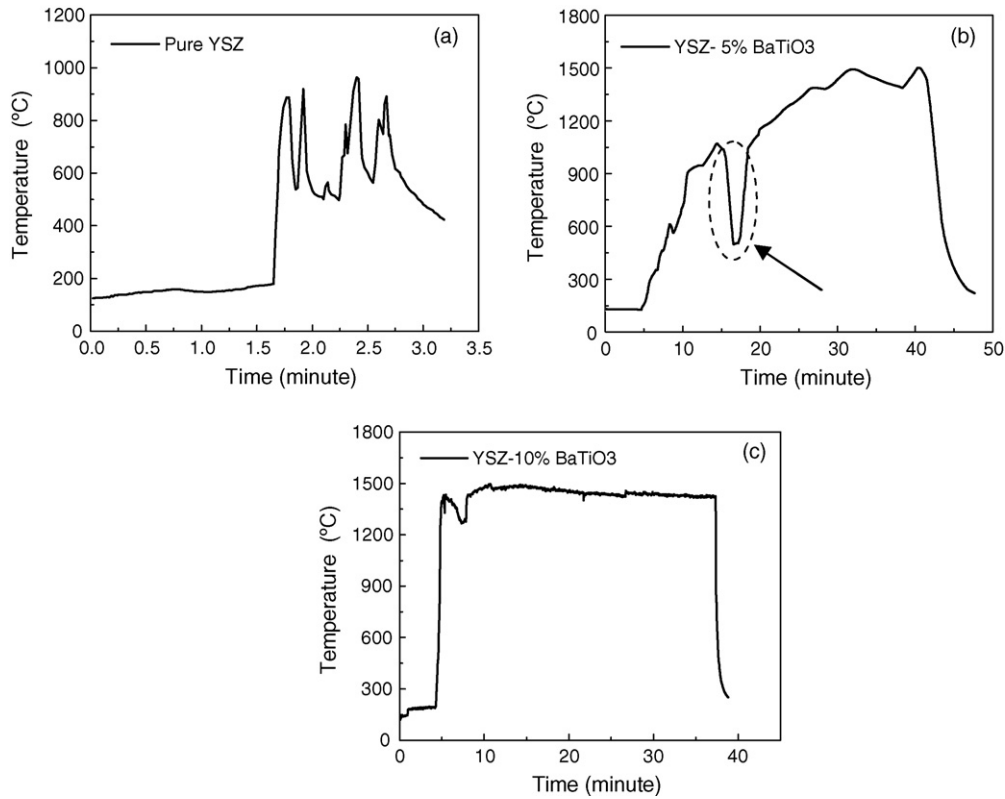 (a)
Pure YSZ
1200
1000
800
600
400
200
0
0.0 0.5 1.0 1.5 2.0 2.5 3.0 3.5
Temperature (ºC)
Time (minute)
(b)
YSZ- 5% BaTiO3
1800
1500
1200
900
600
300
0
0 10 20 30 40 50
Temperature (ºC)
Time (minute)
(c)
YSZ-10% BaTiO3
1800
1500
1200
900
600
300
0
0 10 20 30 40
Temperature (ºC)
Time (minute)